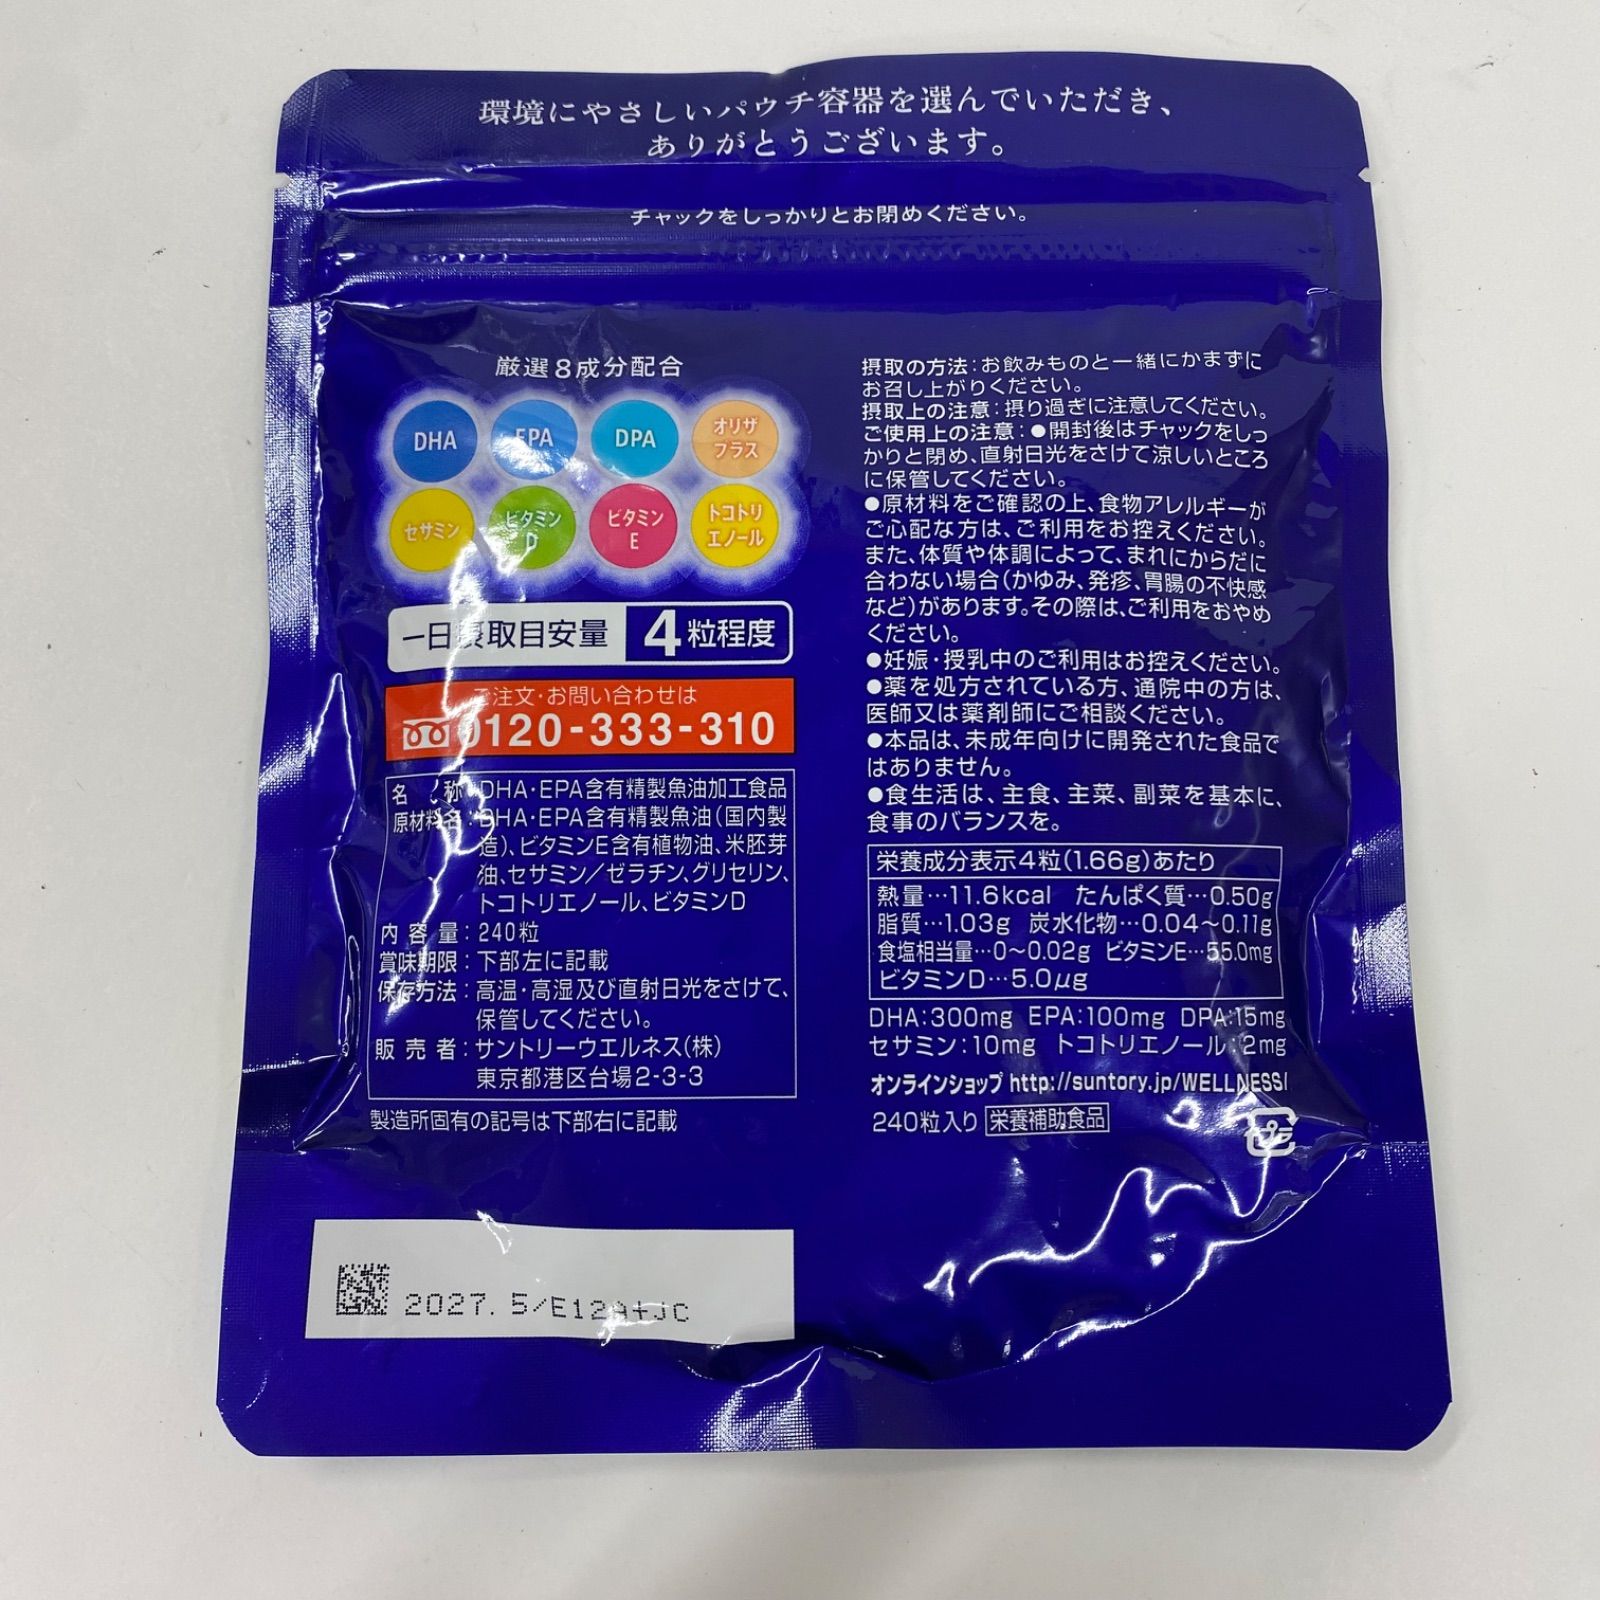 環境にやさしいパウチ容器を選んでいただき、
ありがとうございます。
チャックをしっかりとお閉めください。
厳選8成分配合
DHA
EPA
DPA
オリザ
プラス
セサミン
ビタミン
D
ビタミン
E
トコトリ
エノール
一日摂取目安量 4粒程度
ご注文・お問い合わせは
0120-333-310
名称:DHA・EPA含有精製魚油加工食品
原材料名:DHA・EPA含有精製魚油(国内製
造)、ビタミンE含有植物油、米胚芽
油、セサミン/ゼラチン、グリセリン、
トコトリエノール、ビタミンD
内容量:240粒
賞味期限:下部左に記載
保存方法:高温・高湿及び直射日光をさけて、
保管してください。
販売者:サントリーウエルネス(株)
東京都港区台場2-3-3
製造所固有の記号は下部右に記載
2027. 5/E12
JC
摂取の方法:お飲みものと一緒にかまずに
お召し上がりください。
摂取上の注意:摂り過ぎに注意してください。
ご使用上の注意:●開封後はチャックをしっ
かりと閉め、直射日光をさけて涼しいところ
に保管してください。
●原材料をご確認の上、食物アレルギーが
ご心配な方は、ご利用をお控えください。
また、体質や体調によって、まれにからだに
合わない場合(かゆみ、発疹、胃腸の不快感
など)があります。その際は、ご利用をおやめ
ください。
●妊娠・授乳中のご利用はお控えください。
●薬を処方されている方、通院中の方は、
医師又は薬剤師にご相談ください。
●本品は、未成年向けに開発された食品で
はありません。
●食生活は、主食、主菜、副菜を基本に、
食事のバランスを。
栄養成分表示4粒(1.66g)あたり
熱量…11.6kcal たんぱく質…0.50g
脂質…1.03g 炭水化物…0.04~0.11g
食塩相当量…0~0.02g ビタミンE…55.0mg
ビタミンD…5.0μg
DHA:300mg EPA:100mg DPA:15mg
セサミン:10mg トコトリエノール:2mg
オンラインショップ http://suntory.jp/WELLNESS/
240粒入り 栄養補助食品
プラ